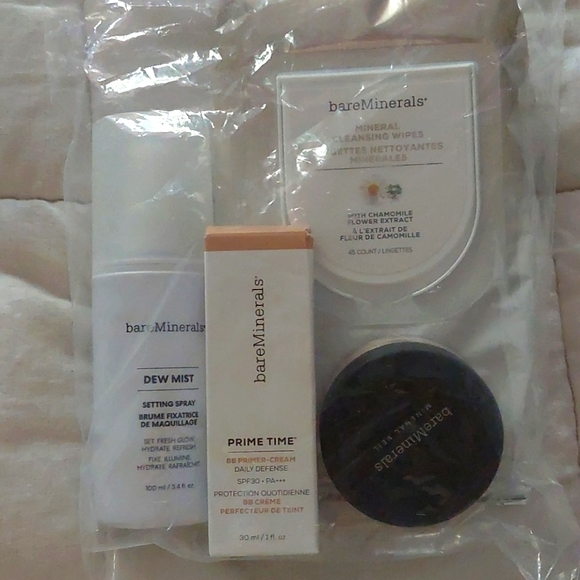 bareMinerals®
MINERAL
CLEANSING WIPES
NETTOYANTES
MINÉRALES
WITH CHAMOMILE
FLOWER EXTRACT
À L'EXTRAIT DE
FLEUR DE CAMOMILLE
45 COUNT / LINGETTES
bareMinerals®
DEW MIST
SETTING SPRAY
BRUME FIXATRICE
DE MAQUILLAGE
SET FRESH GLOW
HYDRATE REFRESH
FIXE ILLUMINE
HYDRATE RAFRAÎCHIT
100 ml / 3.4 fl. oz
bareMinerals®
PRIME TIME™
BB PRIMER-CREAM
DAILY DEFENSE
SPF30 • PA+++
PROTECTION QUOTIDIENNE
BB CRÈME
PERFECTEUR DE TEINT
30 ml / 1 fl. oz
bareMinerals
MINERAL VEIL